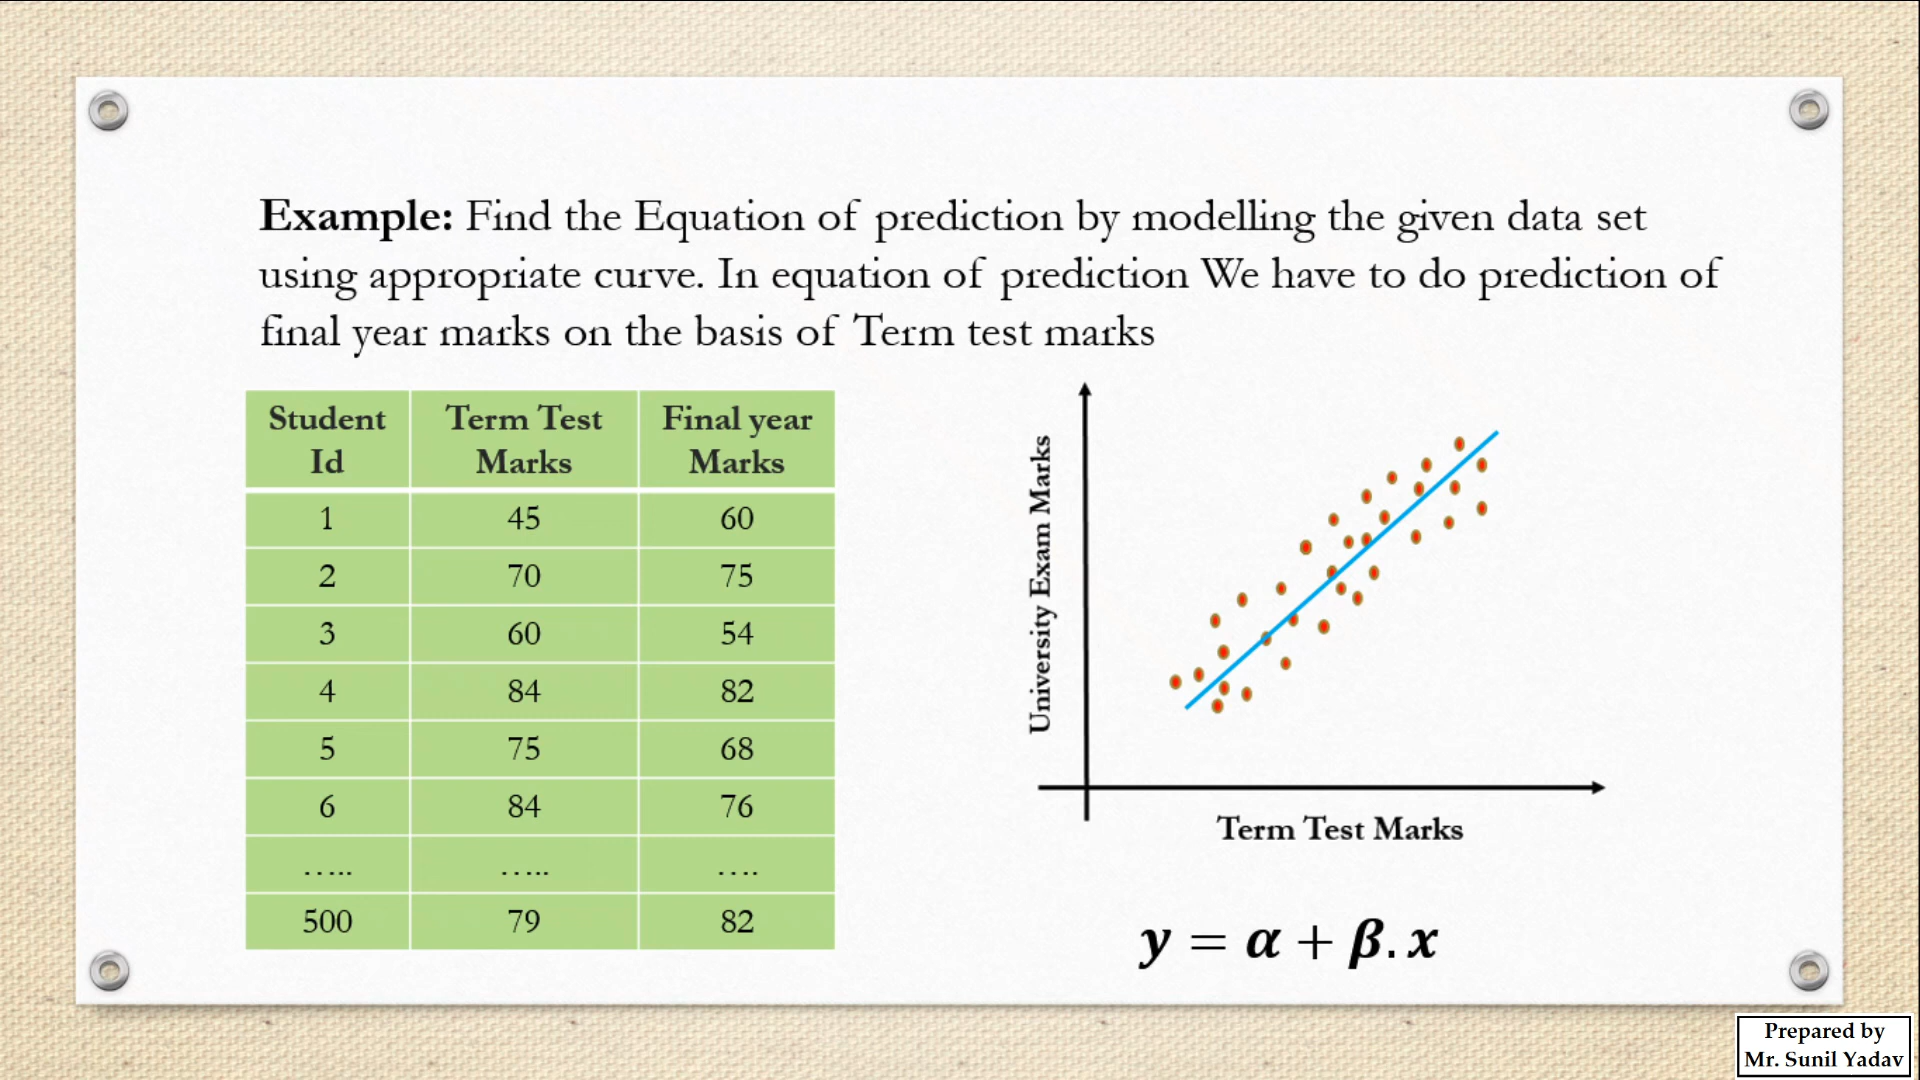 Example: Find the Equation of prediction by modelling the given data set
using appropriate curve. In equation of prediction We have to do prediction of
final year marks on the basis of Term test marks
Student Id Term Test Marks Final year Marks
1 45 60
2 70 75
3 60 54
4 84 82
5 75 68
6 84 76
..... ..... ....
500 79 82
University Exam Marks
Term Test Marks
y = α + β. x
Prepared by
Mr. Sunil Yadav